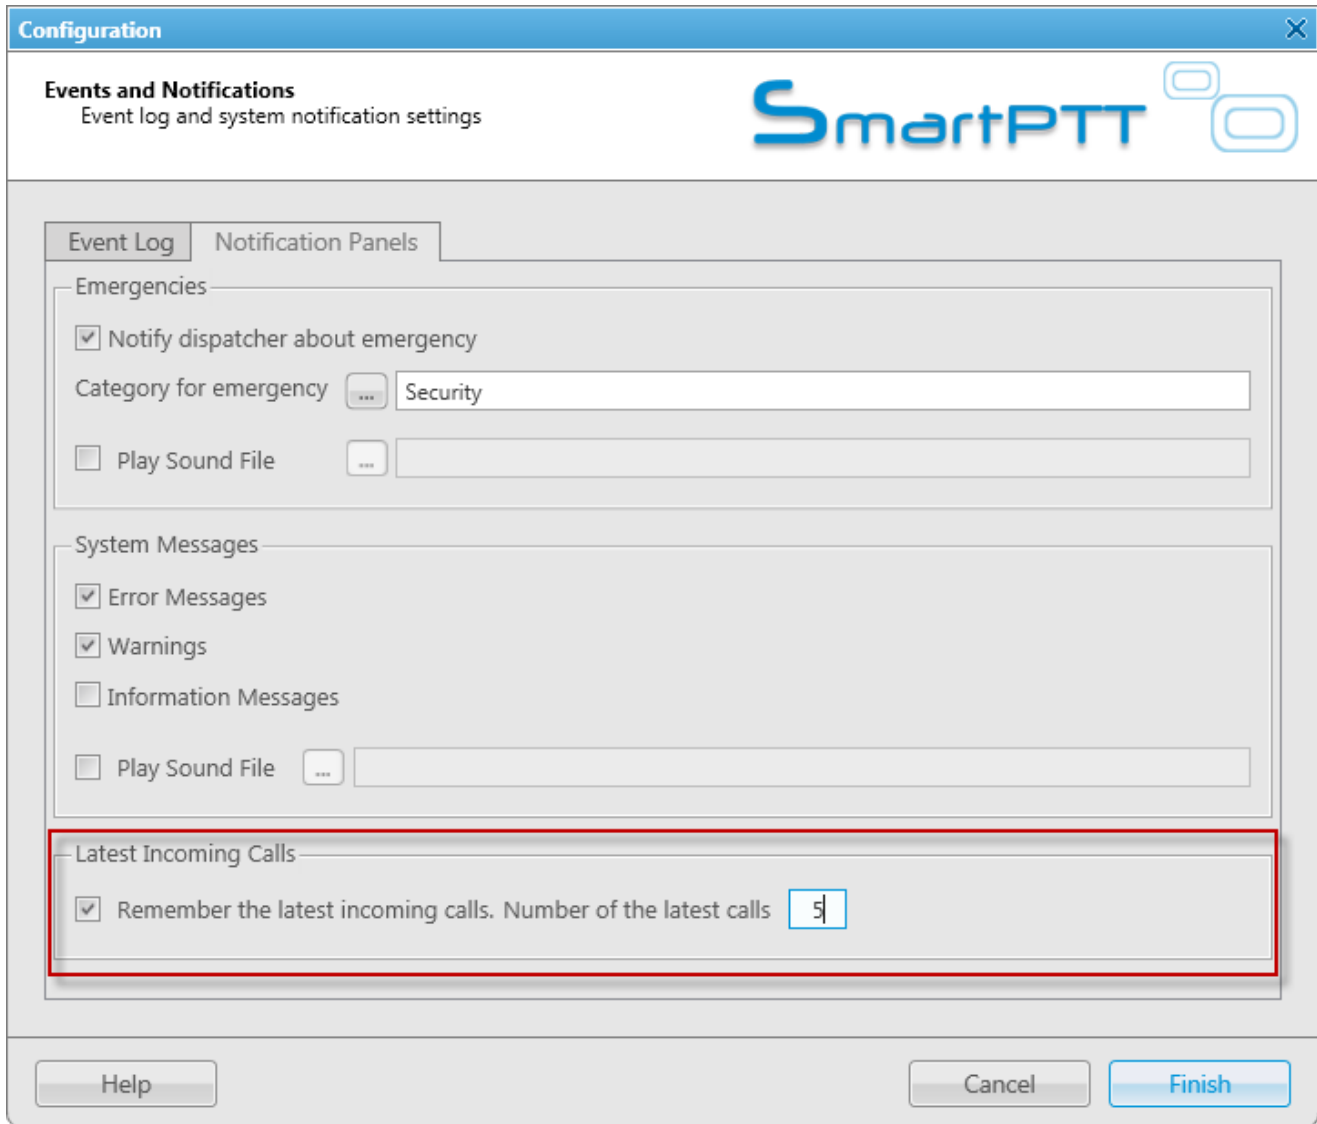 Configuration
Events and Notifications
Event log and system notification settings
SmartPTT
Event Log Notification Panels
Emergencies
Notify dispatcher about emergency
Category for emergency ... Security
Play Sound File ...
System Messages
Error Messages
Warnings
Information Messages
Play Sound File ...
Latest Incoming Calls
Remember the latest incoming calls. Number of the latest calls 5
Help Cancel Finish